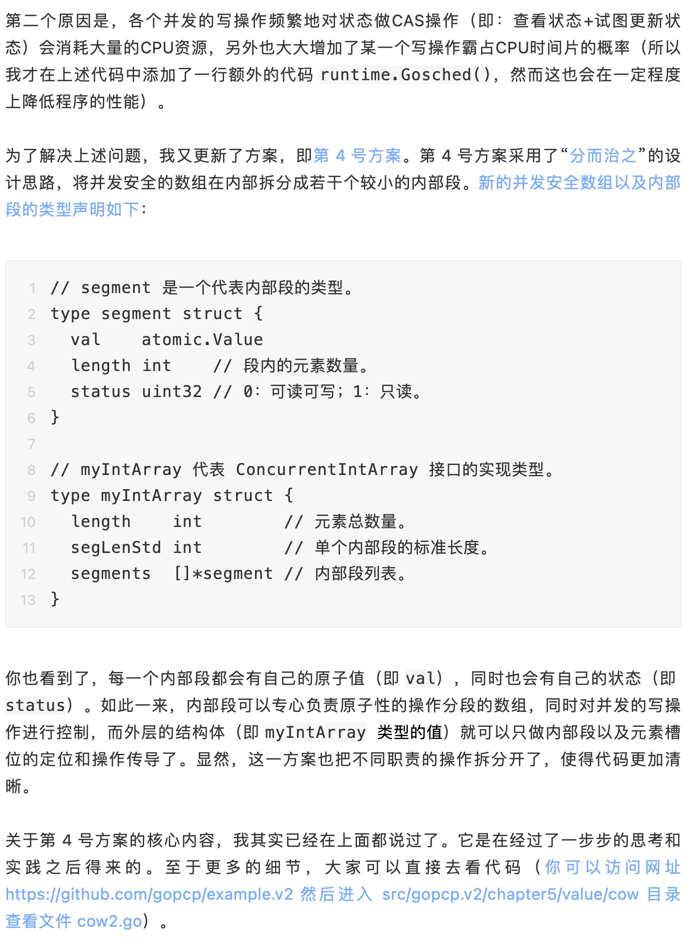 第二个原因是，各个并发的写操作频繁地对状态做CAS操作（即：查看状态+试图更新状
态）会消耗大量的CPU资源，另外也大大增加了某一个写操作霸占CPU时间片的概率（所以
我才在上述代码中添加了一行额外的代码 runtime.Gosched()，然而这也会在一定程度
上降低程序的性能）。
为了解决上述问题，我又更新了方案，即第 4 号方案。第 4 号方案采用了“分而治之”的设
计思路，将并发安全的数组在内部拆分成若干个较小的内部段。新的并发安全数组以及内部
段的类型声明如下：
1 // segment 是一个代表内部段的类型。
2 type segment struct {
3 val    atomic.Value
4 length int    // 段内的元素数量。
5 status uint32 // 0：可读可写；1：只读。
6 }
7
8 // myIntArray 代表 ConcurrentIntArray 接口的实现类型。
9 type myIntArray struct {
10 length    int        // 元素总数量。
11 segLenStd int        // 单个内部段的标准长度。
12 segments  []*segment // 内部段列表。
13 }
你也看到了，每一个内部段都会有自己的原子值（即 val），同时也会有自己的状态（即
status）。如此一来，内部段可以专心负责原子性的操作分段的数组，同时对并发的写操
作进行控制，而外层的结构体（即 myIntArray 类型的值）就可以只做内部段以及元素槽
位的定位和操作传导了。显然，这一方案也把不同职责的操作拆分开了，使得代码更加清
晰。
关于第 4 号方案的核心内容，我其实已经在上面都说过了。它是在经过了一步步的思考和
实践之后得来的。至于更多的细节，大家可以直接去看代码（你可以访问网址
https://github.com/gopcp/example.v2 然后进入 src/gopcp.v2/chapter5/value/cow 目录
查看文件 cow2.go）。